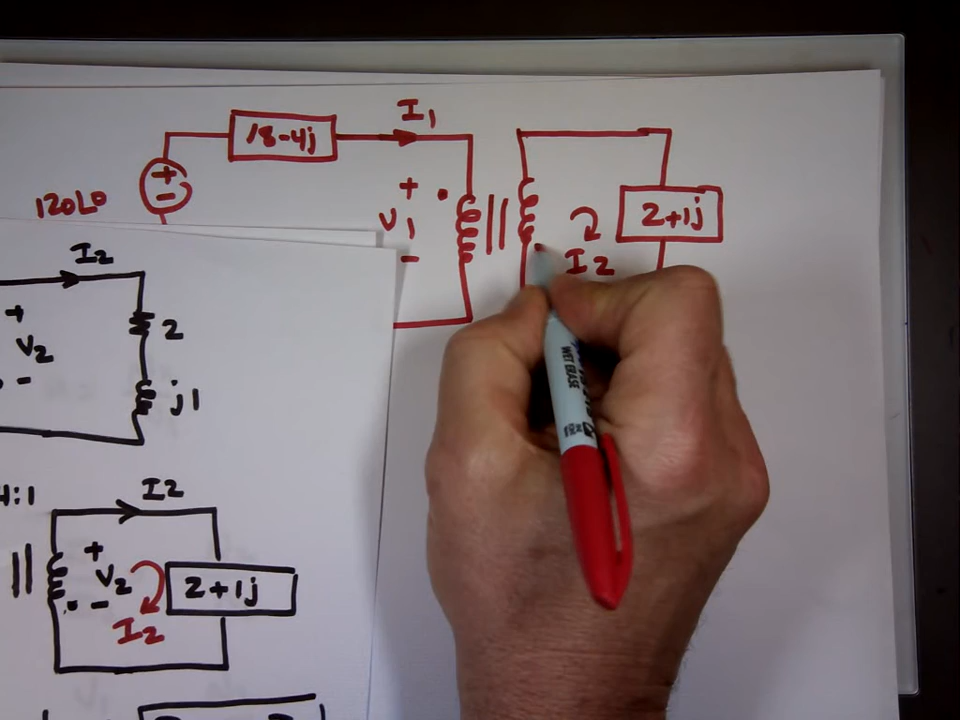 I1
18-4j
+
-
120∟0
+
V1
-
I2
2+1j
I2
+
V2
-
2
j1
4:1
I2
+
V2
-
I2
2+1j
WET ERASE